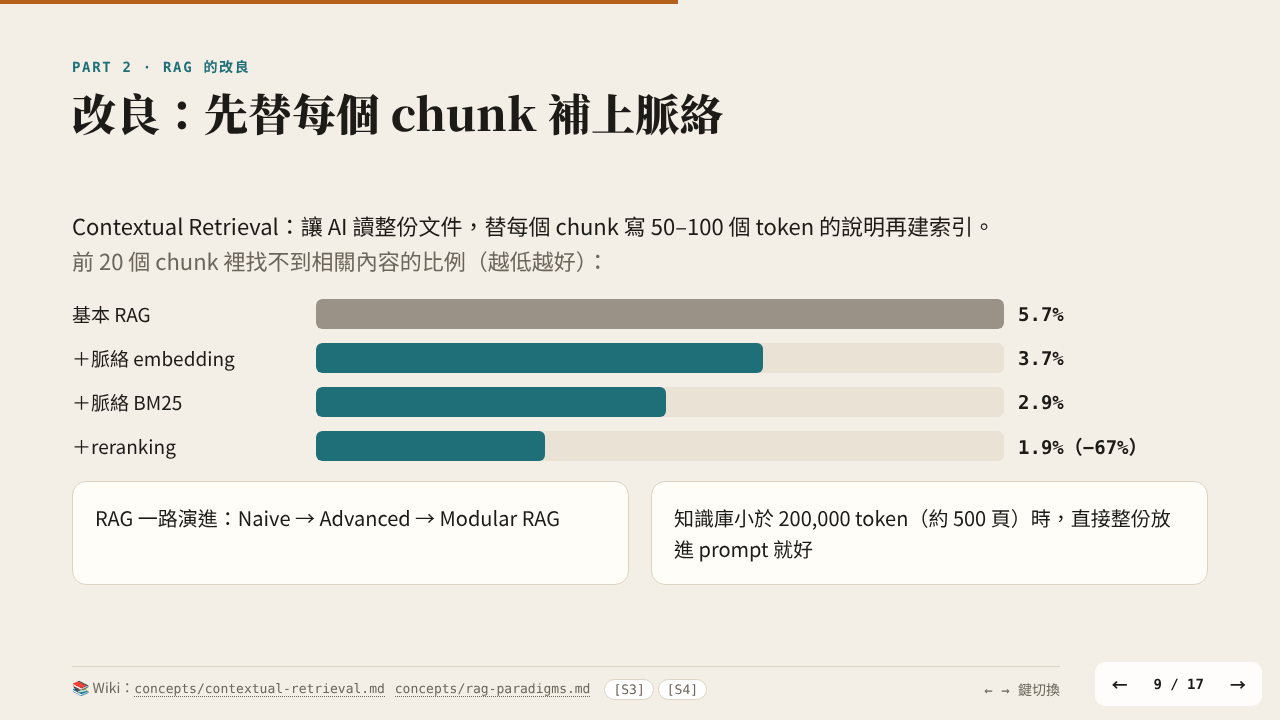 PART 2 · RAG 的改良
改良：先替每個 chunk 補上脈絡
Contextual Retrieval：讓 AI 讀整份文件，替每個 chunk 寫 50–100 個 token 的說明再建索引。
前 20 個 chunk 裡找不到相關內容的比例（越低越好）：
基本 RAG 5.7%
＋脈絡 embedding 3.7%
＋脈絡 BM25 2.9%
＋reranking 1.9%（−67%）
RAG 一路演進：Naive → Advanced → Modular RAG
知識庫小於 200,000 token（約 500 頁）時，直接整份放
進 prompt 就好
📚 Wiki：concepts/contextual-retrieval.md concepts/rag-paradigms.md [S3] [S4]
← → 鍵切換
← 9 / 17 →